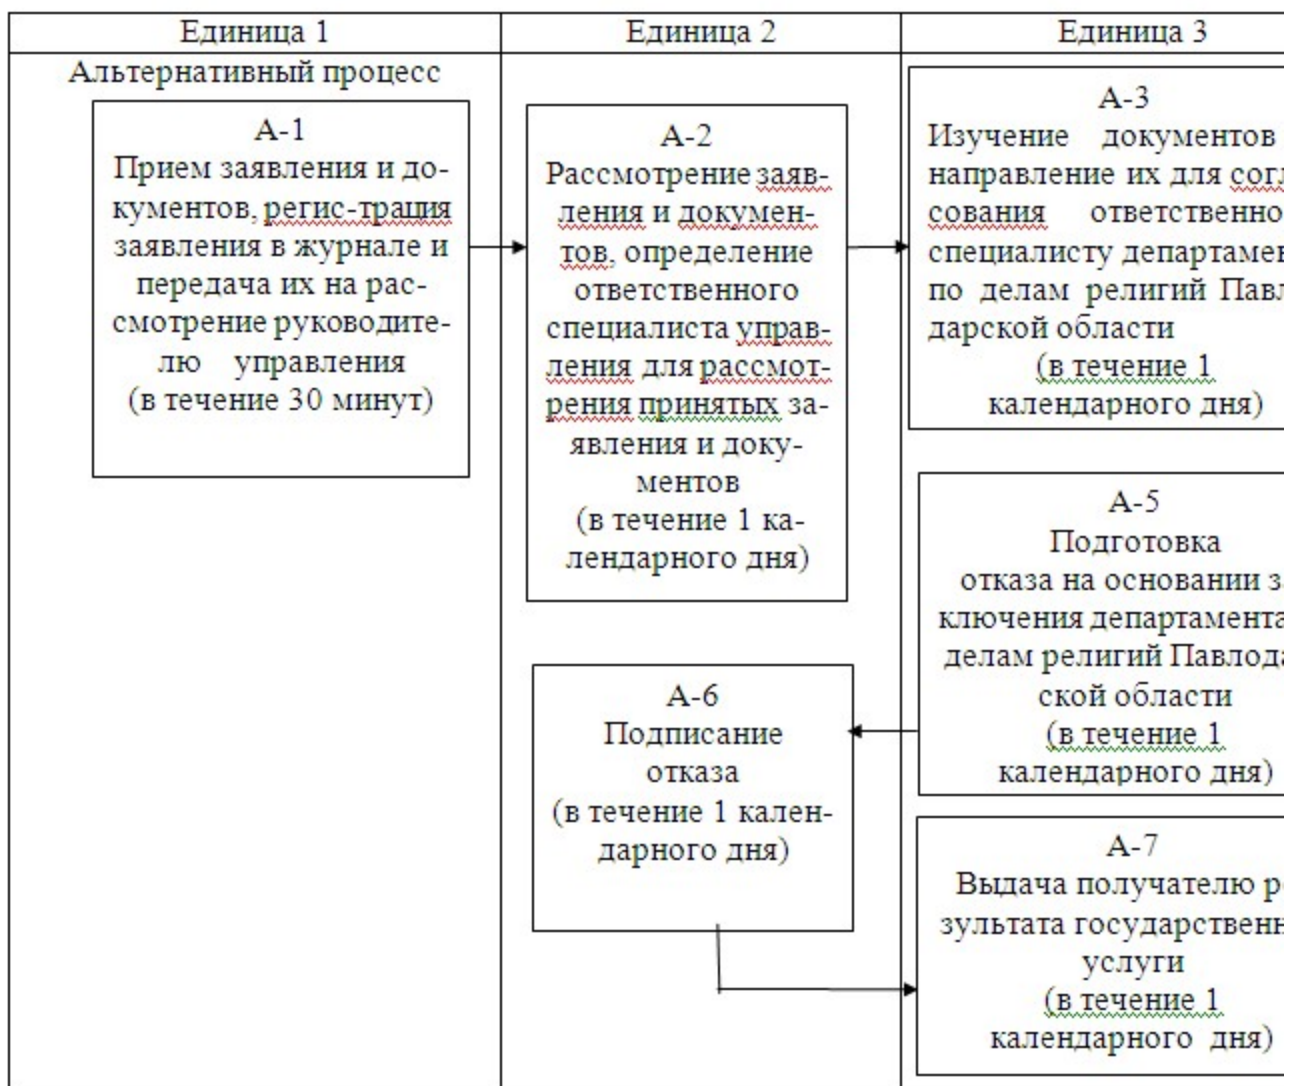 Единица 1
Единица 2
Единица 3
Альтернативный процесс
А-1
Прием заявления и до-
кументов, регис-трация
заявления в журнале и
передача их на рас-
смотрение руководите-
лю управления
(в течение 30 минут)
А-2
Рассмотрение заяв-
ления и докумен-
тов, определение
ответственного
специалиста управ-
ления для рассмот-
рения принятых за-
явления и доку-
ментов
(в течение 1 ка-
лендарного дня)
А-3
Изучение документов
направление их для согл
сования ответственно
специалисту департамен
по делам религий Павл
дарской области
(в течение 1
календарного дня)
А-5
Подготовка
отказа на основании з
ключения департамента
делам религий Павлода
ской области
(в течение 1
календарного дня)
А-6
Подписание
отказа
(в течение 1 кален-
дарного дня)
А-7
Выдача получателю р
зультата государственн
услуги
(в течение 1
календарного дня)